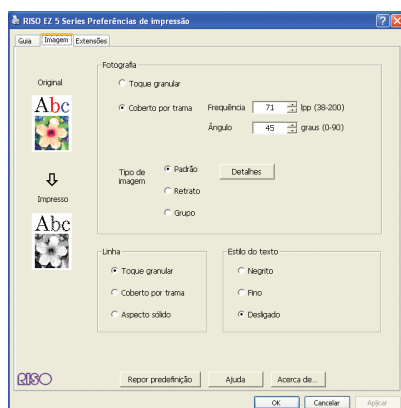 RISO EZ 5 Series Preferências de impressão
Guia Imagem Extensões
Fotografia
Original
Toque granular
Abc
Coberto por trama Frequência 71 lpp (38-200)
Ângulo 45 graus (0-90)
Tipo de imagem
Padrão Detalhes
Retrato
Impresso
Grupo
Abc
Linha Estilo do texto
Toque granular Negrito
Coberto por trama Fino
Aspecto sólido Desligado
RISO Repor predefinição Ajuda Acerca de...
OK Cancelar Aplicar